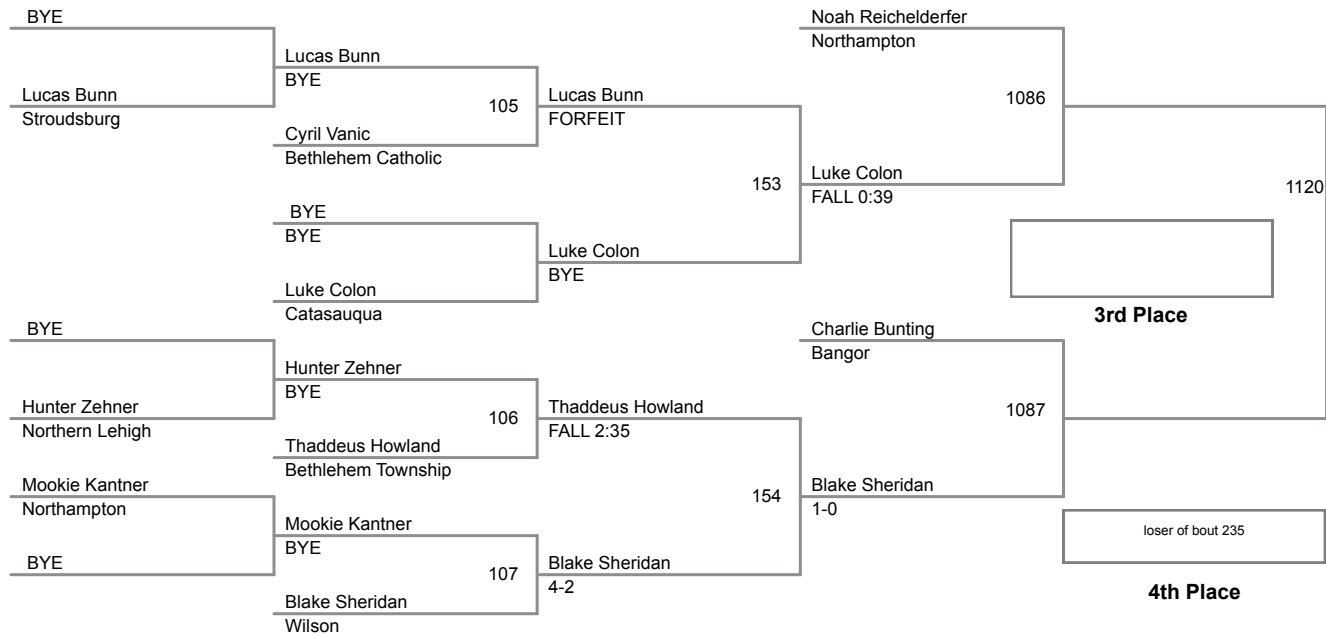 BYE
Lucas Bunn
Stroudsburg
BYE
Hunter Zehner
Northern Lehigh
Mookie Kantner
Northampton
BYE
Lucas Bunn
BYE
105
Cyril Vanic
Bethlehem Catholic
BYE
BYE
Luke Colon
Catasauqua
Hunter Zehner
BYE
106
Thaddeus Howland
Bethlehem Township
Mookie Kantner
BYE
107
Blake Sheridan
Wilson
Lucas Bunn
FORFEIT
153
Luke Colon
BYE
Thaddeus Howland
FALL 2:35
154
Blake Sheridan
4-2
Noah Reichelderfer
Northampton
1086
Luke Colon
FALL 0:39
Charlie Bunting
Bangor
1087
Blake Sheridan
1-0
1120
3rd Place
loser of bout 235
4th Place